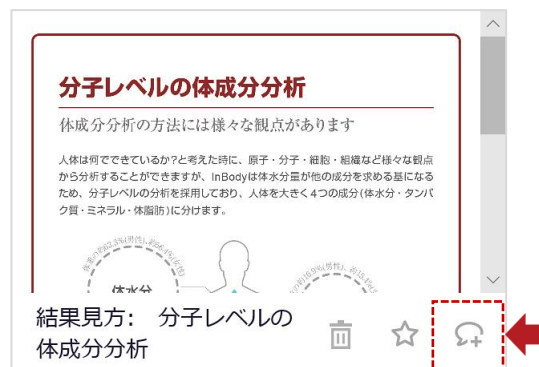 分子レベルの体成分分析
体成分分析の方法には様々な観点があります
人体は何でできているか?と考えた時に、原子・分子・細胞・組織など様々な観点
から分析することができますが、InBodyは体水分量が他の成分を求める基になる
ため、分子レベルの分析を採用しており、人体を大きく4つの成分(体水分・タンパ
ク質・ミネラル・体脂肪)に分けます。
体水分
結果見方: 分子レベルの
体成分分析